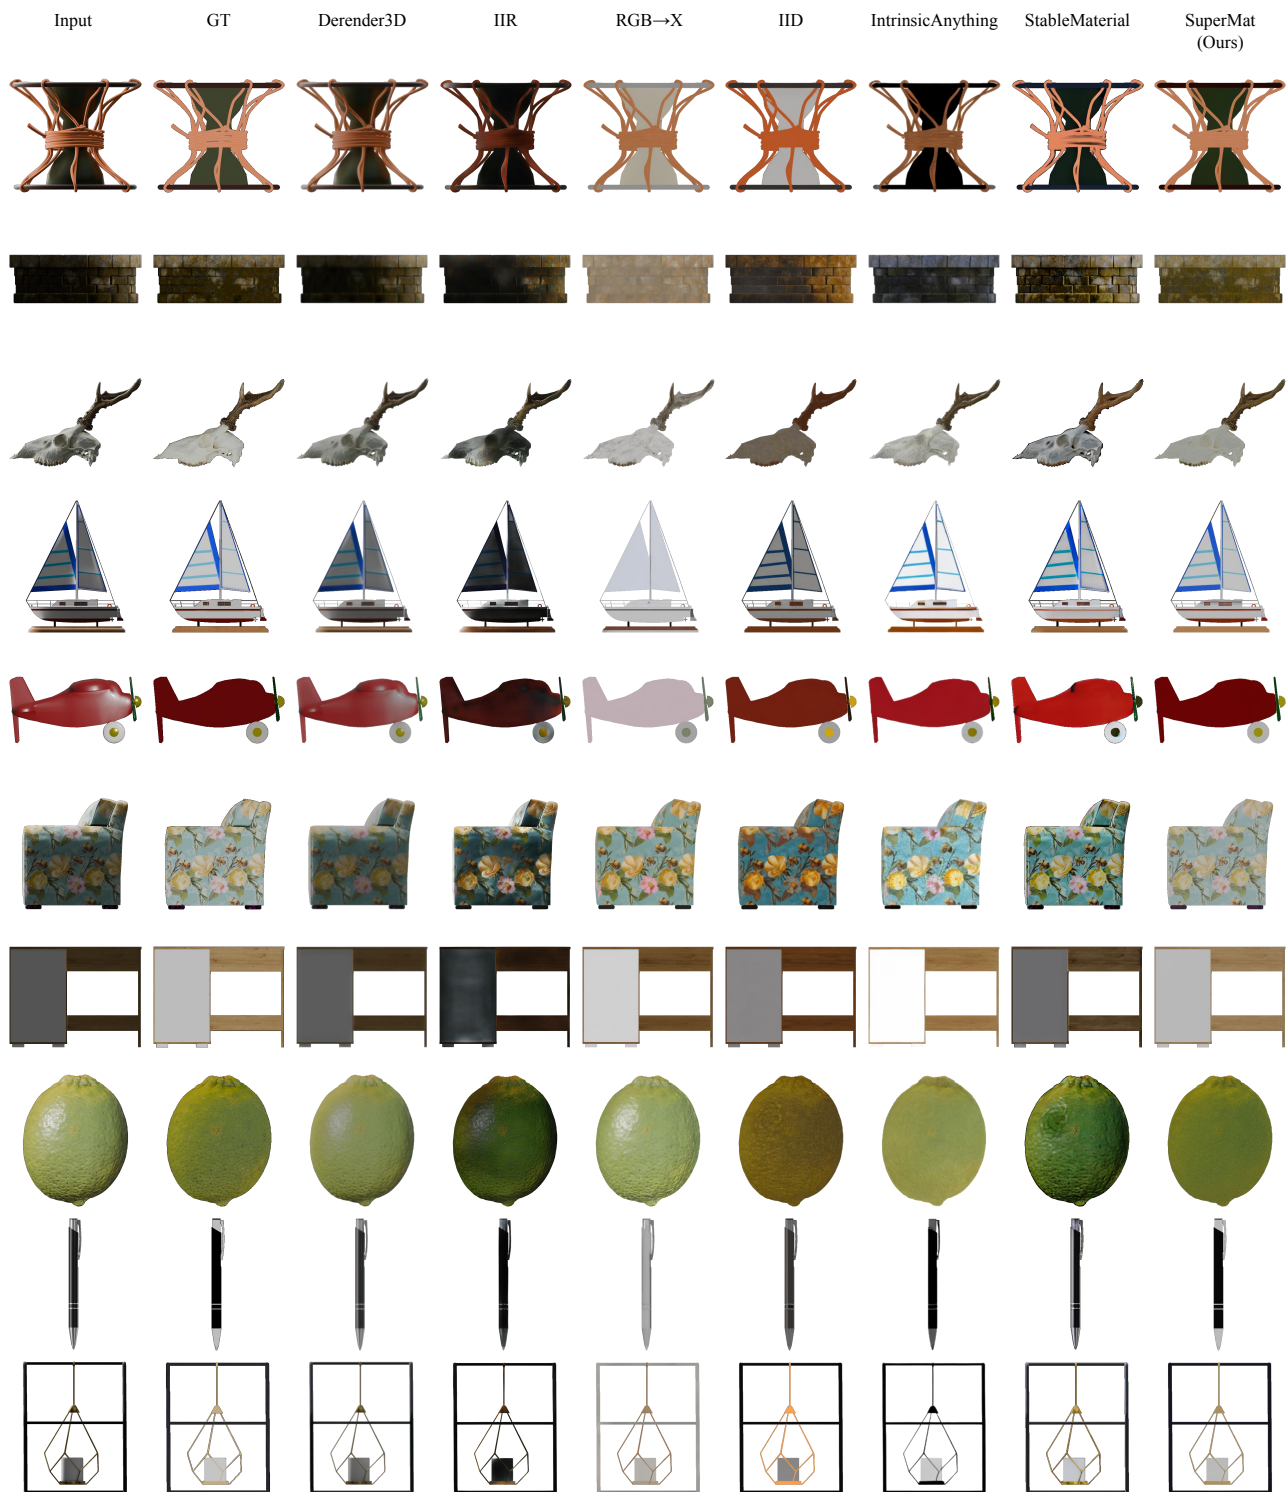 Input GT Derender3D IIR RGB→X IID IntrinsicAnything StableMaterial SuperMat
(Ours)